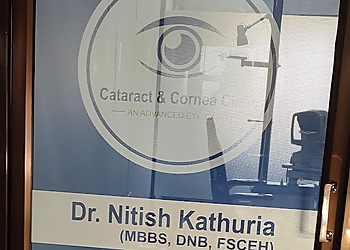 Cataract & Cornea
AN ADVANCED EYE
Dr. Nitish Kathuria
(MBBS, DNB, FSCEH)